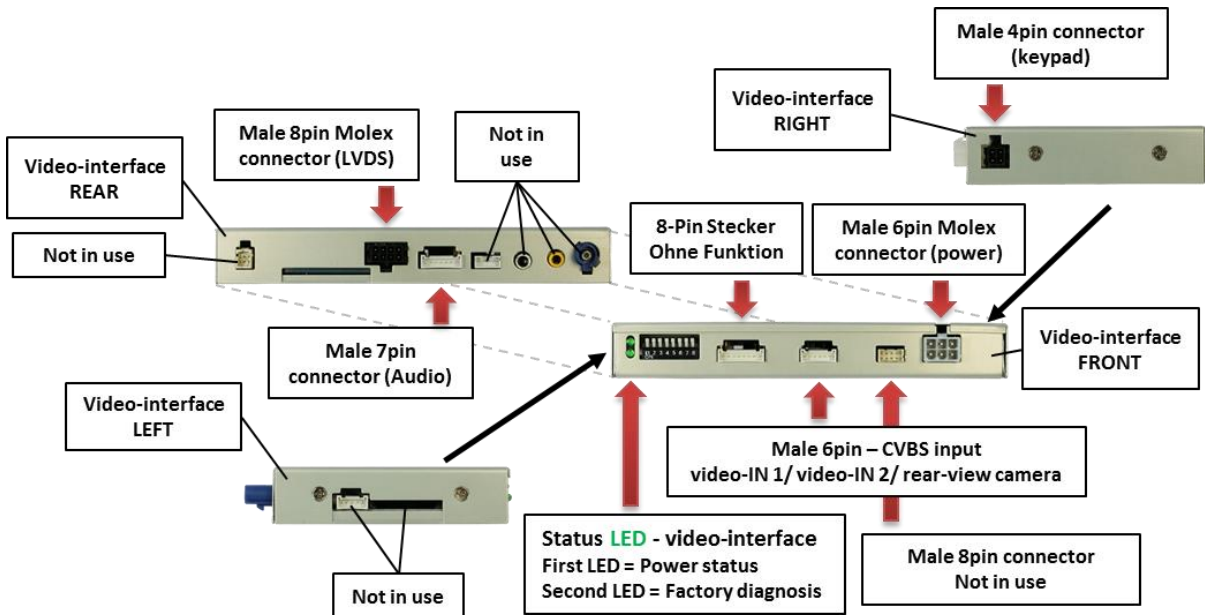 Male 4pin connector
(keypad)
Video-interface
RIGHT
Male 8pin Molex
connector (LVDS)
Not in
use
Video-interface
REAR
Not in use
8-Pin Stecker
Ohne Funktion
Male 6pin Molex
connector (power)
Male 7pin
connector (Audio)
Video-interface
FRONT
Video-interface
LEFT
Male 6pin – CVBS input
video-IN 1/ video-IN 2/ rear-view camera
Status LED - video-interface
First LED = Power status
Second LED = Factory diagnosis
Male 8pin connector
Not in use
Not in use